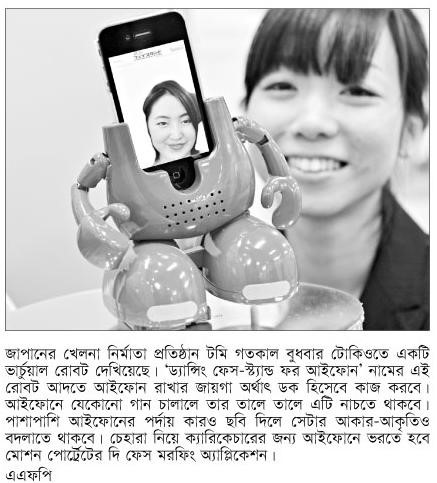 জাপানের খেলনা নির্মাতা প্রতিষ্ঠান টমি গতকাল বুধবার টোকিওতে একটি
ভার্চুয়াল রোবট দেখিয়েছে। ‘ড্যান্সিং ফেস-স্ট্যান্ড ফর আইফোন’ নামের এই
রোবট আদতে আইফোন রাখার জায়গা অর্থাৎ ডক হিসেবে কাজ করবে।
আইফোনে যেকোনো গান চালালে তার তালে তালে এটি নাচতে থাকবে।
পাশাপাশি আইফোনের পর্দায় কারও ছবি দিলে সেটার আকার-আকৃতিও
বদলাতে থাকবে। চেহারা নিয়ে ক্যারিকেচারের জন্য আইফোনে ভরতে হবে
মোশন পোর্ট্রেটের দি ফেস মরফিং অ্যাপ্লিকেশন।
এএফপি